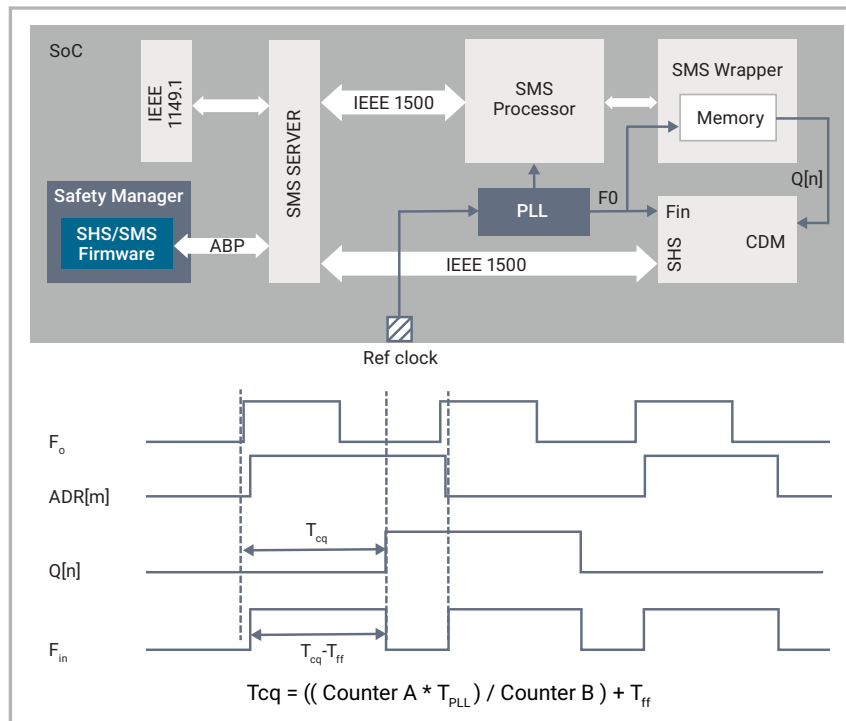 SoC
IEEE
1149.1
SMS SERVER
IEEE 1500
SMS
Processor
SMS Wrapper
Memory
Q[n]
Safety Manager
SHS/SMS
Firmware
ABP
PLL
F0
Fin
SHS
CDM
IEEE 1500
Ref clock
Fo
ADR[m]
Tcq
Q[n]
Fin
Tcq-Tff
Tcq = (( Counter A * TPLL ) / Counter B ) + Tff